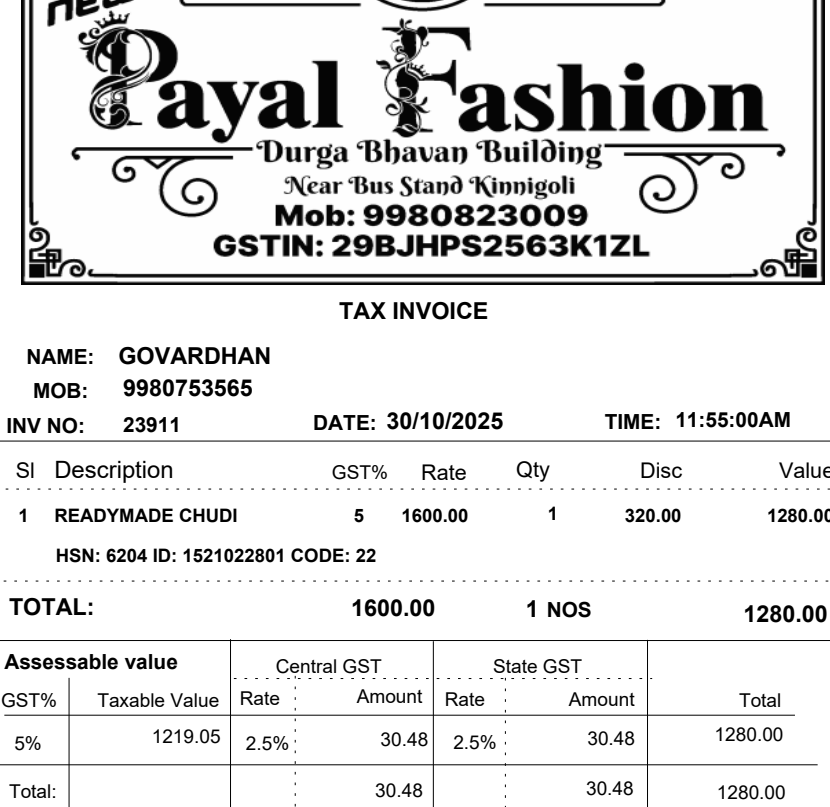 new
Payal Fashion
Durga Bhavan Building
Near Bus Stand Kinnigoli
Mob: 9980823009
GSTIN: 29BJHPS2563K1ZL
TAX INVOICE
NAME: GOVARDHAN
MOB: 9980753565
INV NO: 23911 DATE: 30/10/2025 TIME: 11:55:00AM
Sl Description GST% Rate Qty Disc Value
1 READYMADE CHUDI 5 1600.00 1 320.00 1280.00
HSN: 6204 ID: 1521022801 CODE: 22
TOTAL: 1600.00 1 NOS 1280.00
Assessable value Central GST State GST
GST% Taxable Value Rate Amount Rate Amount Total
5% 1219.05 2.5% 30.48 2.5% 30.48 1280.00
Total: 30.48 30.48 1280.00